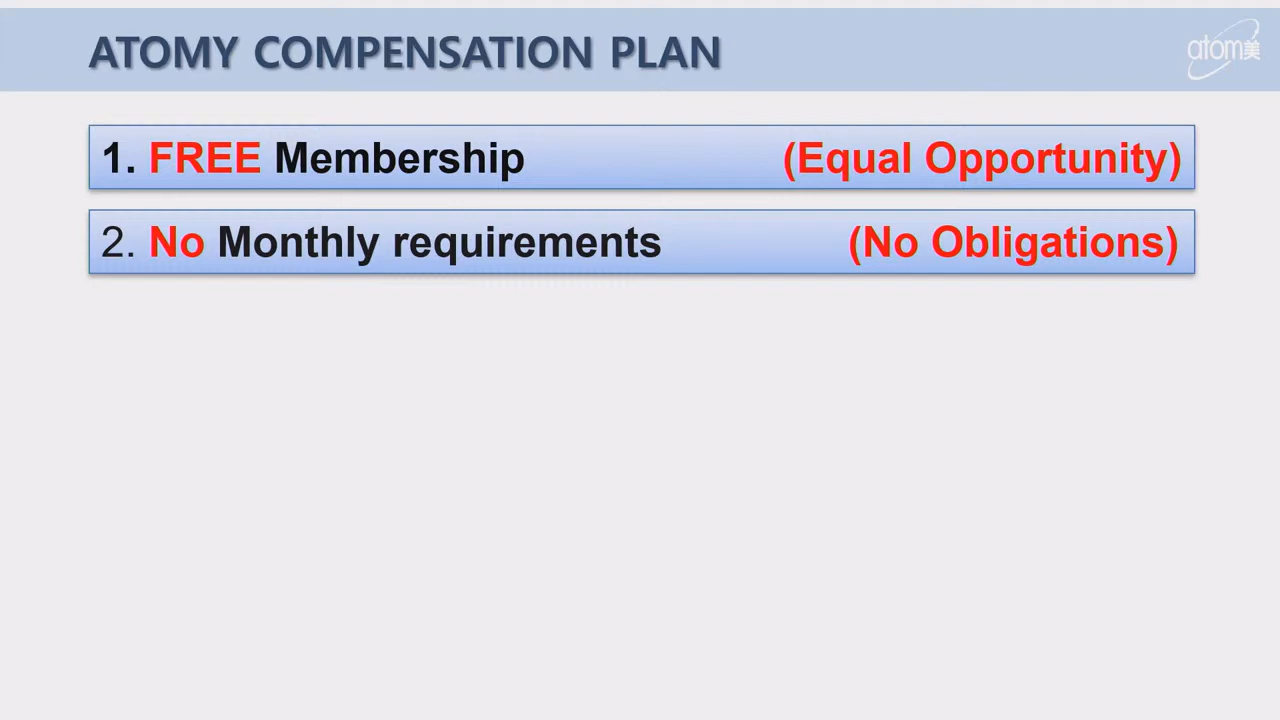 ATOMY COMPENSATION PLAN
atom美
1. FREE Membership (Equal Opportunity)
2. No Monthly requirements (No Obligations)